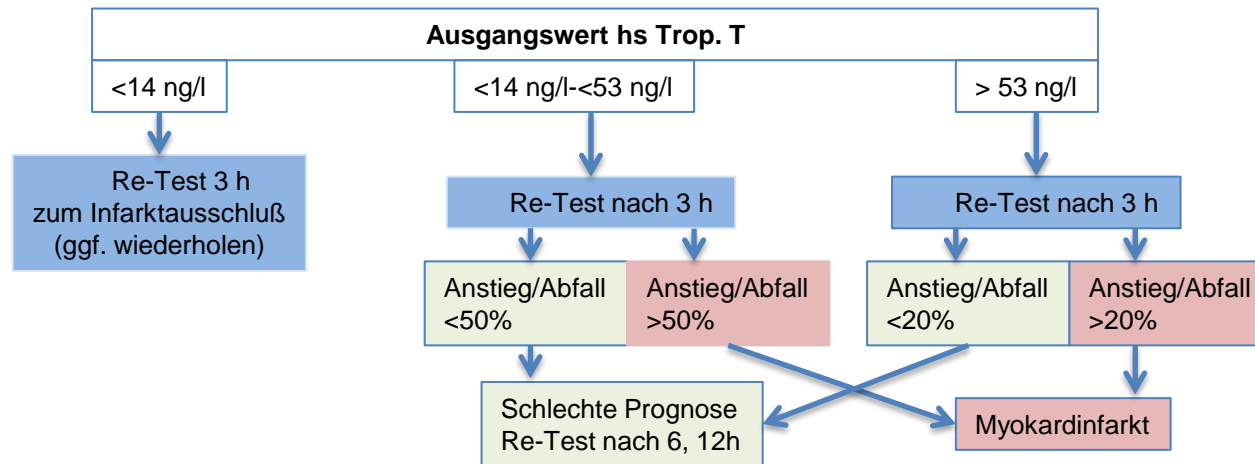 Ausgangswert hs Trop. T
<14 ng/l
<14 ng/l-<53 ng/l
> 53 ng/l
Re-Test 3 h
zum Infarktausschluß
(ggf. wiederholen)
Re-Test nach 3 h
Re-Test nach 3 h
Anstieg/Abfall
<50%
Anstieg/Abfall
>50%
Anstieg/Abfall
<20%
Anstieg/Abfall
>20%
Schlechte Prognose
Re-Test nach 6, 12h
Myokardinfarkt